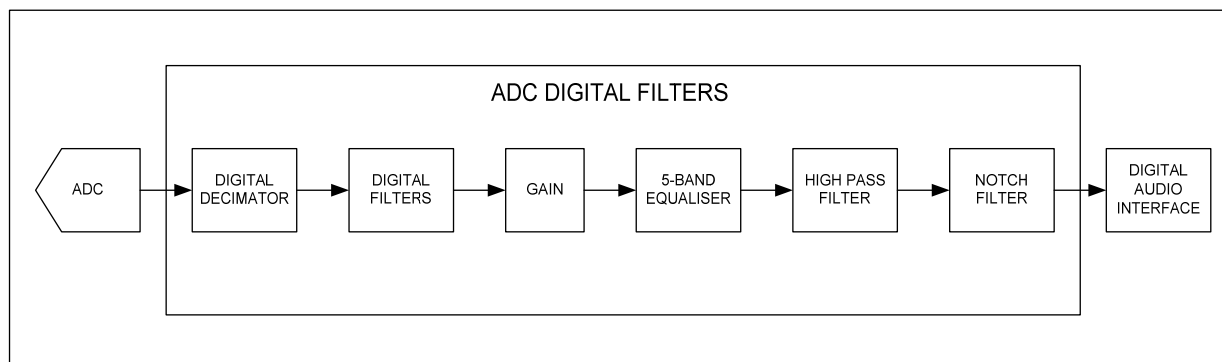 ADC DIGITAL FILTERS
ADC
DIGITAL
DECIMATOR
DIGITAL
FILTERS
GAIN
5-BAND
EQUALISER
HIGH PASS
FILTER
NOTCH
FILTER
DIGITAL
AUDIO
INTERFACE